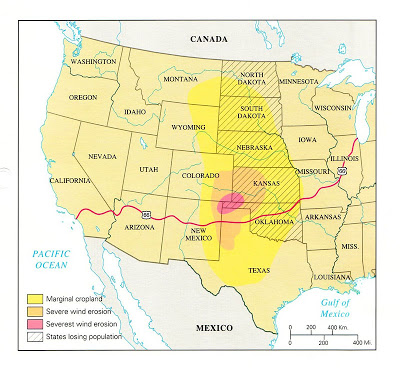 CANADA
WASHINGTON
MONTANA
NORTH
DAKOTA
MINNESOTA
OREGON
IDAHO
SOUTH
DAKOTA
WISCONSIN
WYOMING
NEBRASKA
IOWA
NEVADA
UTAH
COLORADO
KANSAS
MISSOURI
ILLINOIS
66
CALIFORNIA
66
ARIZONA
NEW
MEXICO
OKLAHOMA
ARKANSAS
MISS.
PACIFIC
OCEAN
TEXAS
LOUISIANA
Marginal cropland
Severe wind erosion
Severest wind erosion
States losing population
MEXICO
Gulf of
Mexico
0 200 400 Km.
0 200 400 Mi.